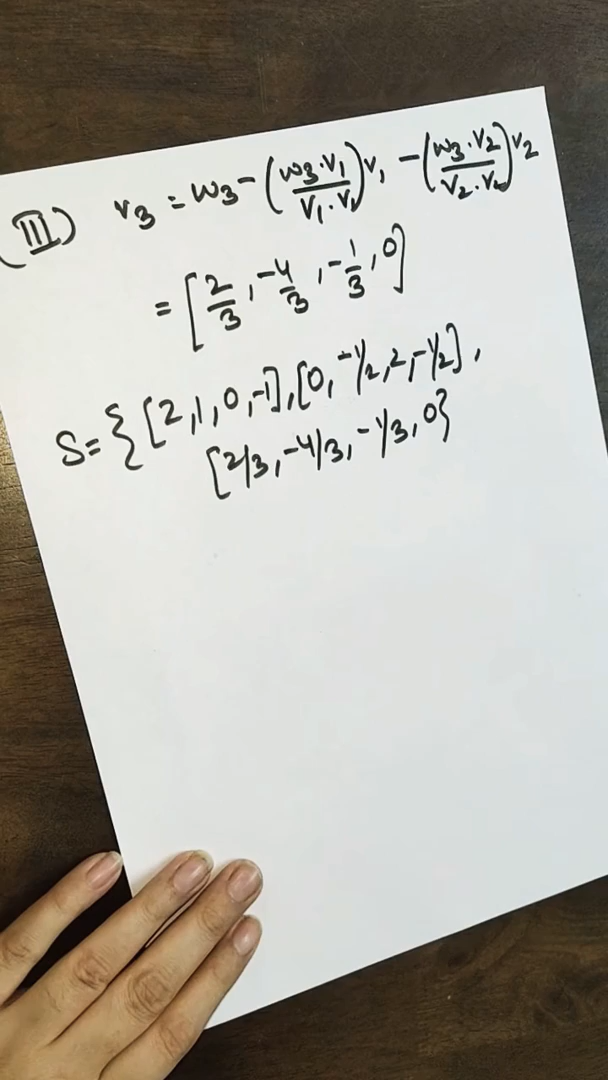 (III) v3 = w3 - (w3·v1/v1·v1)v1 - (w3·v2/v2·v2)v2
= [2/3, -4/3, -1/3, 0]
S = {[2, 1, 0, -1], [0, -1/2, 2, -1/2],
[2/3, -4/3, -1/3, 0}